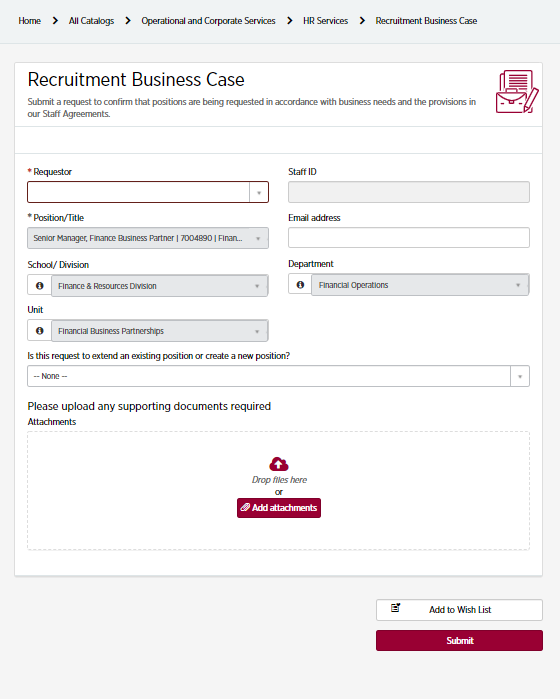 Home > All Catalogs > Operational and Corporate Services > HR Services > Recruitment Business Case
Recruitment Business Case
Submit a request to confirm that positions are being requested in accordance with business needs and the provisions in
our Staff Agreements.
* Requestor
Staff ID
* Position/Title
Email address
Senior Manager, Finance Business Partner | 7004890 | Finan...
School/ Division
Department
Finance & Resources Division
Financial Operations
Unit
Financial Business Partnerships
Is this request to extend an existing position or create a new position?
-- None --
Please upload any supporting documents required
Attachments
Drop files here
or
Add attachments
Add to Wish List
Submit